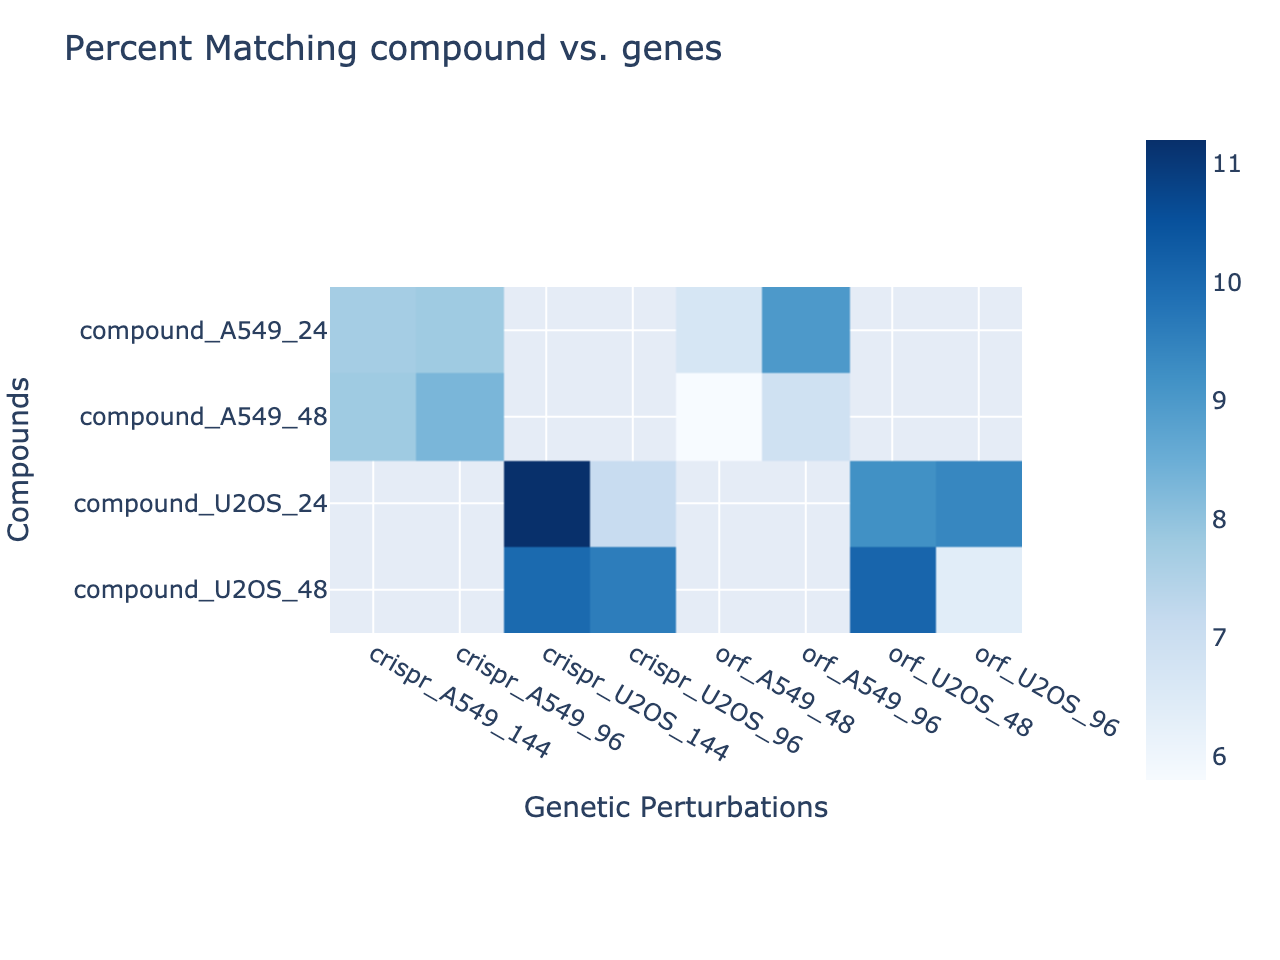 Percent Matching compound vs. genes
Compounds
compound_A549_24
compound_A549_48
compound_U2OS_24
compound_U2OS_48
crispr_A549_144
crispr_A549_96
crispr_U2OS_144
crispr_U2OS_96
orf_A549_48
orf_A549_96
orf_U2OS_48
orf_U2OS_96
Genetic Perturbations
11
10
9
8
7
6